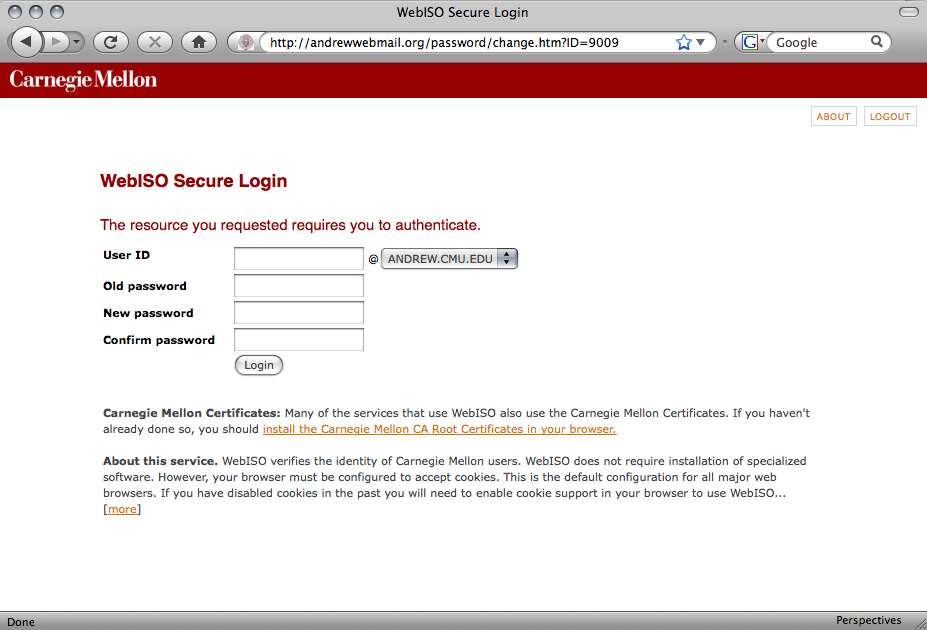 WebISO Secure Login
http://andrewwebmail.org/password/change.htm?ID=9009
G
Google
Carnegie Mellon
ABOUT LOGOUT
WebISO Secure Login
The resource you requested requires you to authenticate.
User ID @ ANDREW.CMU.EDU
Old password
New password
Confirm password
Login
Carnegie Mellon Certificates: Many of the services that use WebISO also use the Carnegie Mellon Certificates. If you haven't
already done so, you should install the Carnegie Mellon CA Root Certificates in your browser.
About this service. WebISO verifies the identity of Carnegie Mellon users. WebISO does not require installation of specialized
software. However, your browser must be configured to accept cookies. This is the default configuration for all major web
browsers. If you have disabled cookies in the past you will need to enable cookie support in your browser to use WebISO...
[more]
Done Perspectives